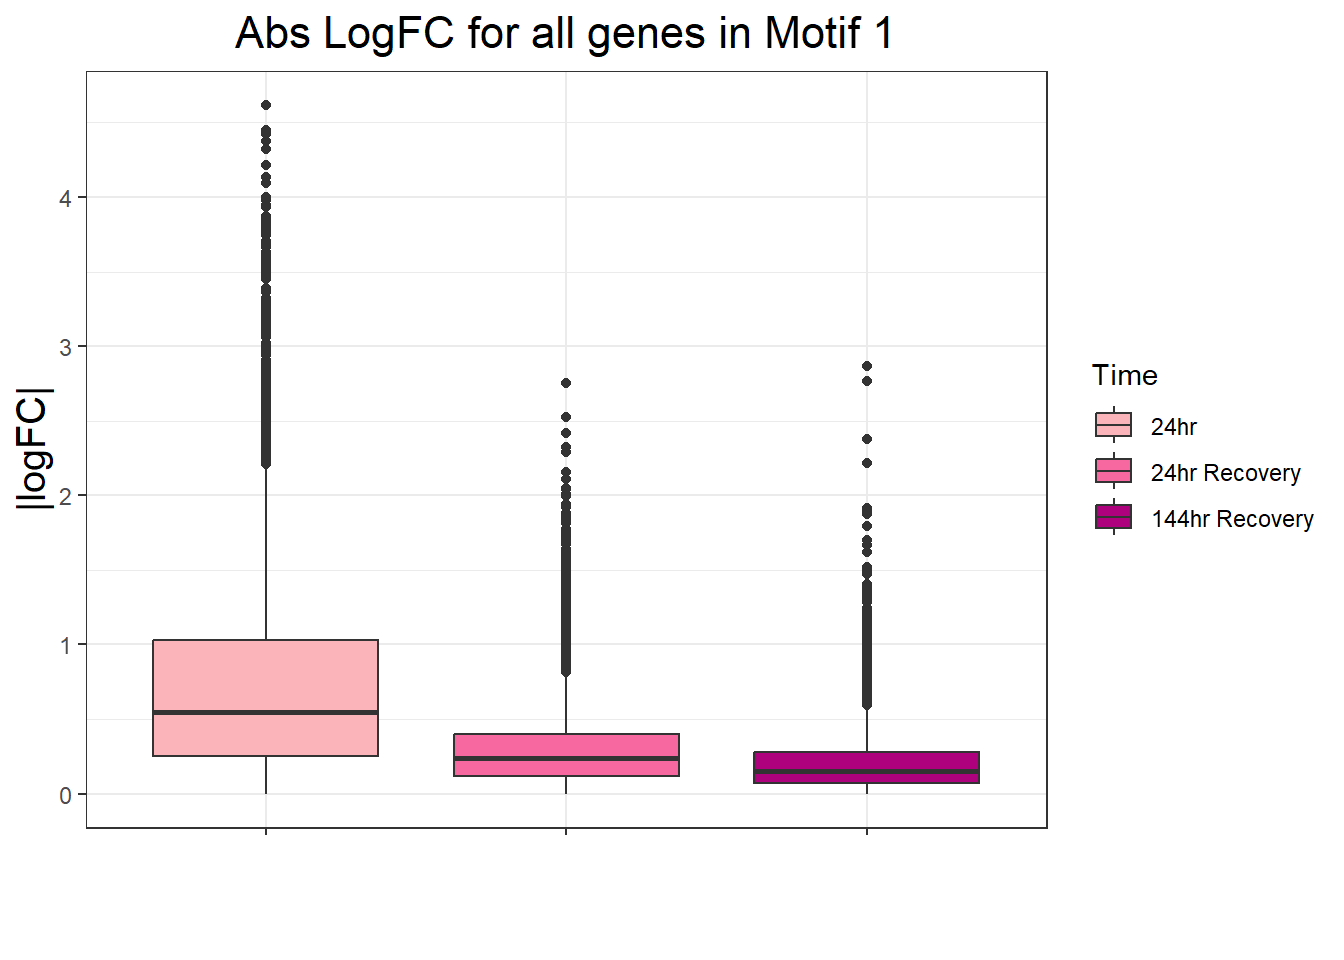 Abs LogFC for all genes in Motif 1
|logFC|
4
3
2
1
0
Time
24hr
24hr Recovery
144hr Recovery